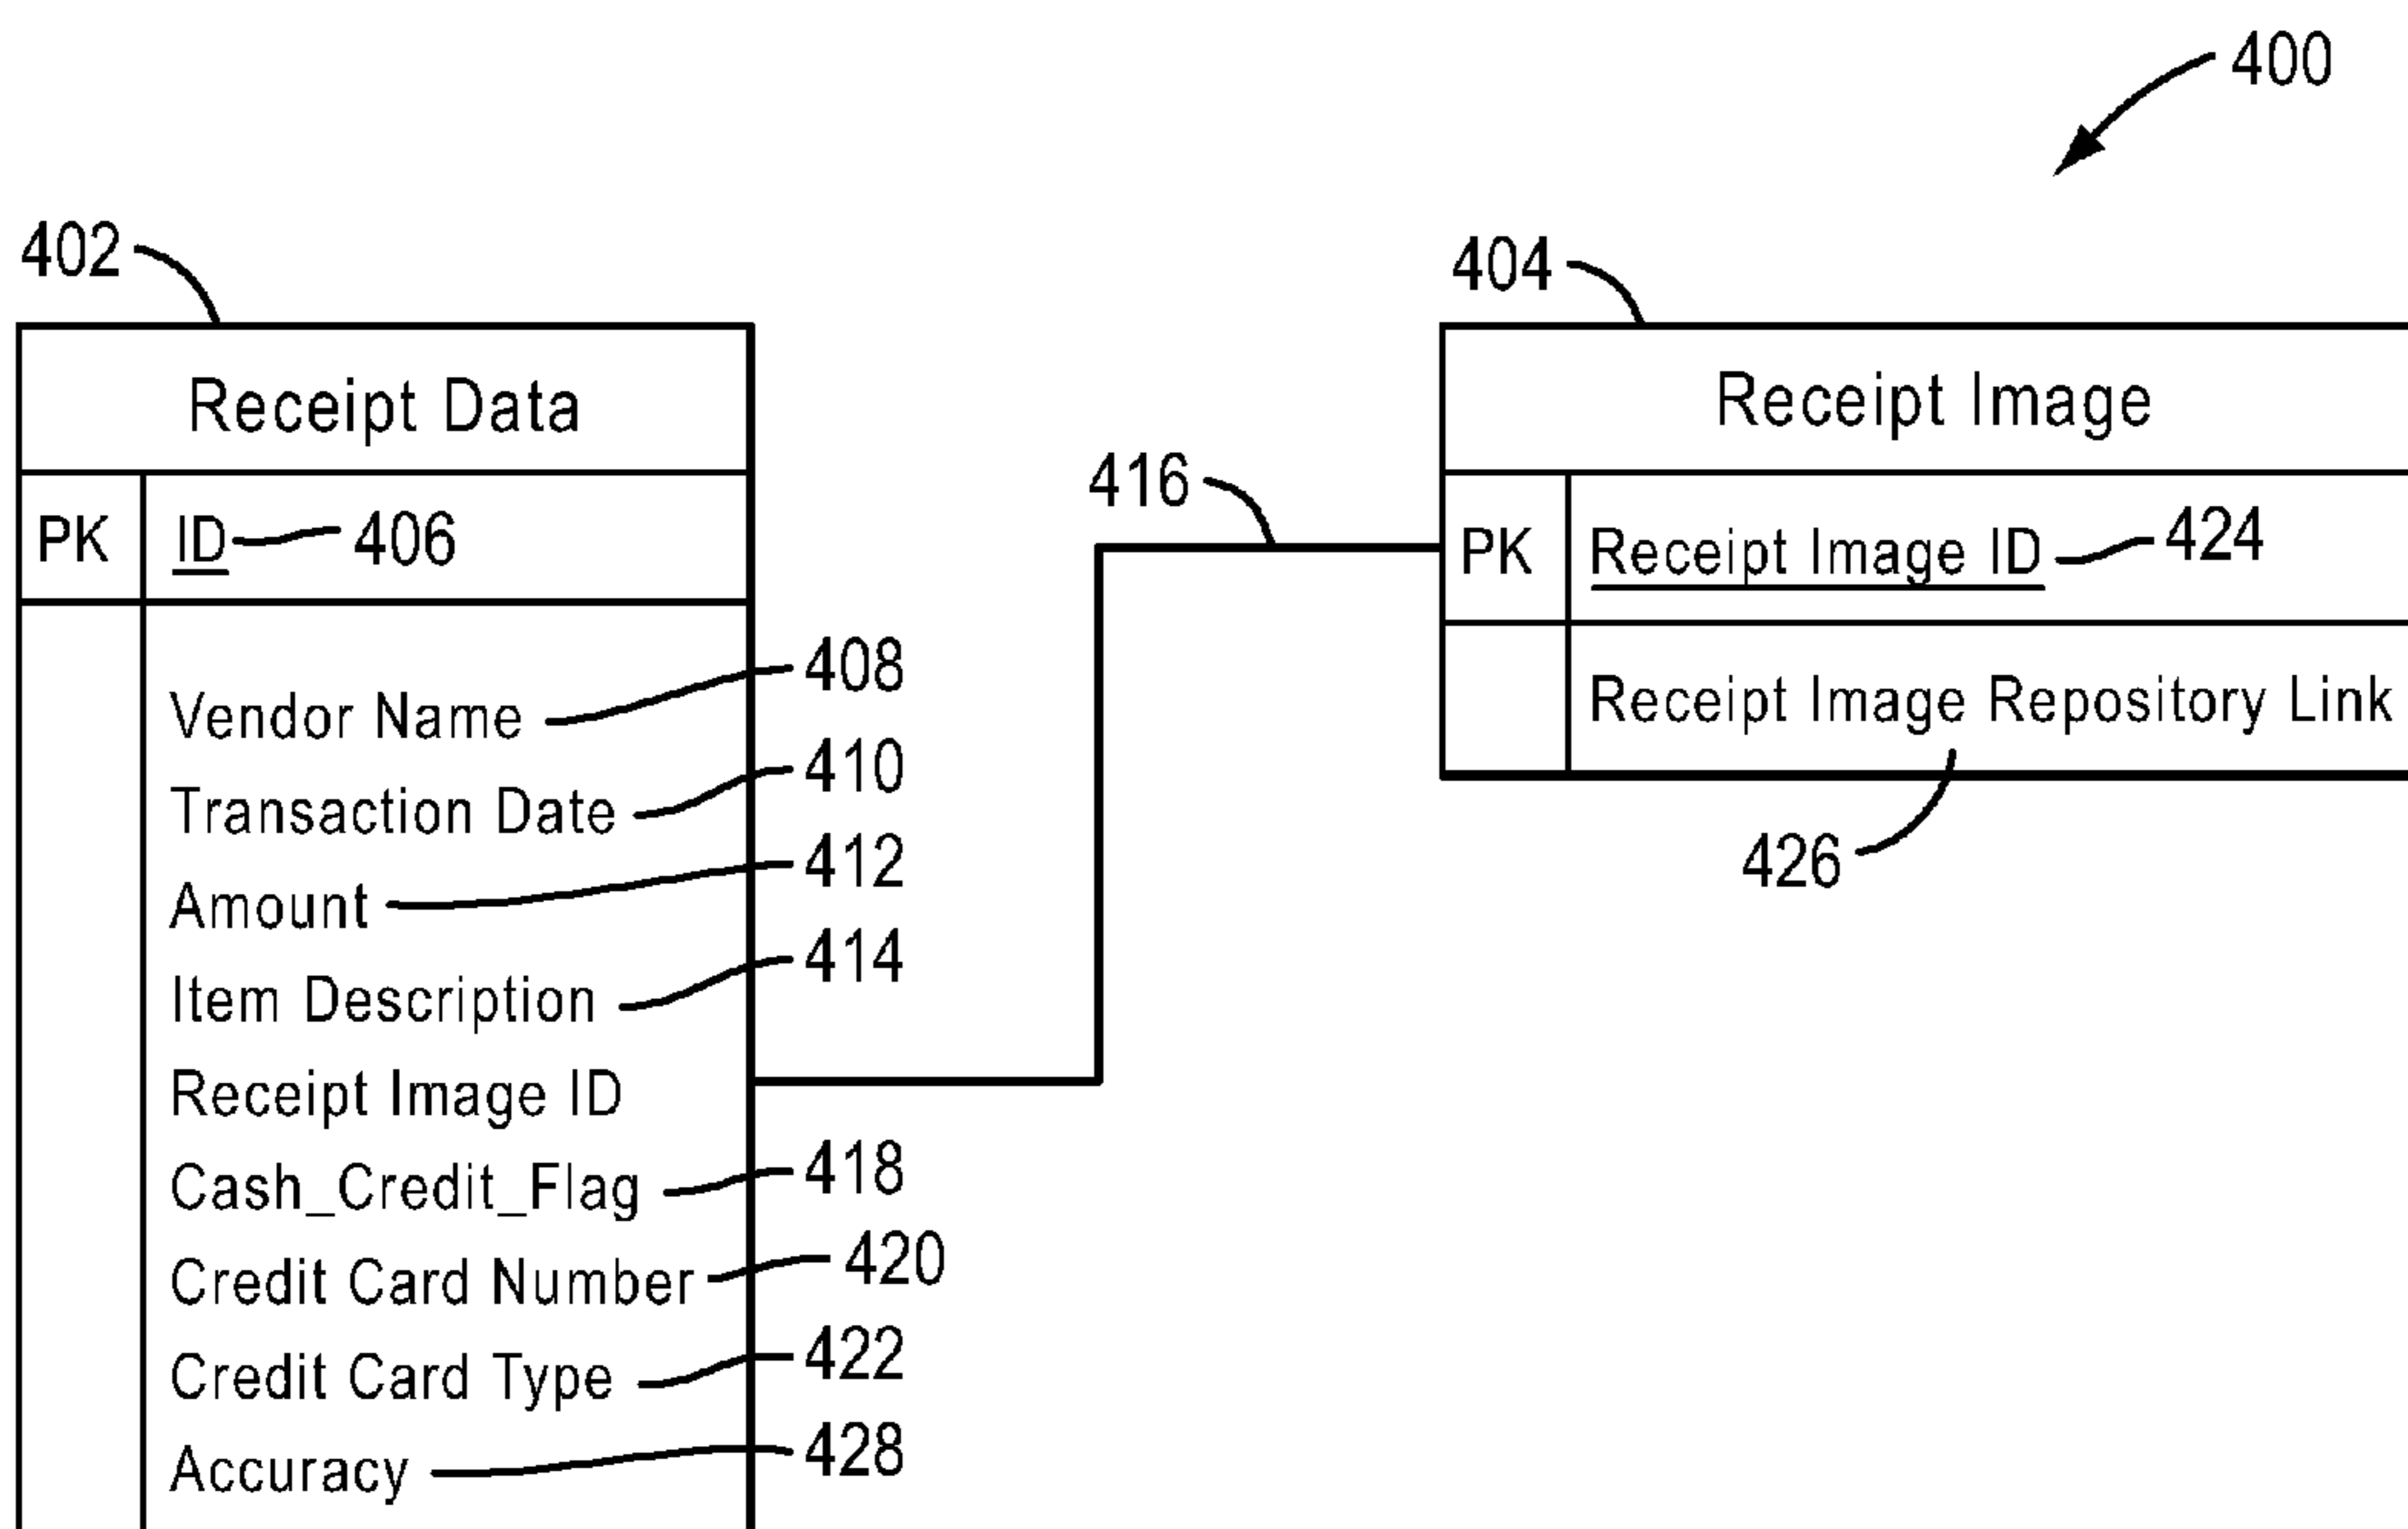 400
402
404
Receipt Data
Receipt Image
416
PK ID 406
PK Receipt Image ID 424
408
Vendor Name
Receipt Image Repository Link
410
Transaction Date
412
426
Amount
414
Item Description
Receipt Image ID
Cash_Credit_Flag 418
Credit Card Number 420
Credit Card Type 422
Accuracy 428